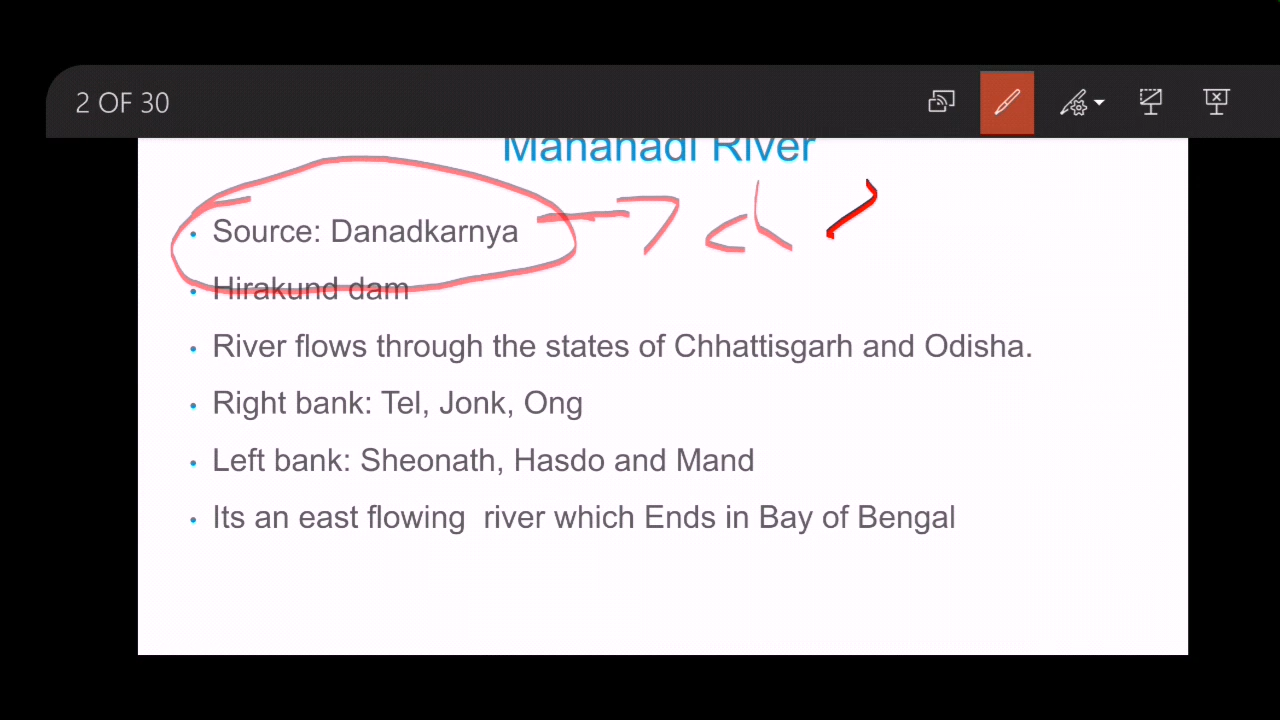 2 OF 30
Mahanadi River
• Source: Danadkarnya
• Hirakund dam
• River flows through the states of Chhattisgarh and Odisha.
• Right bank: Tel, Jonk, Ong
• Left bank: Sheonath, Hasdo and Mand
• Its an east flowing river which Ends in Bay of Bengal